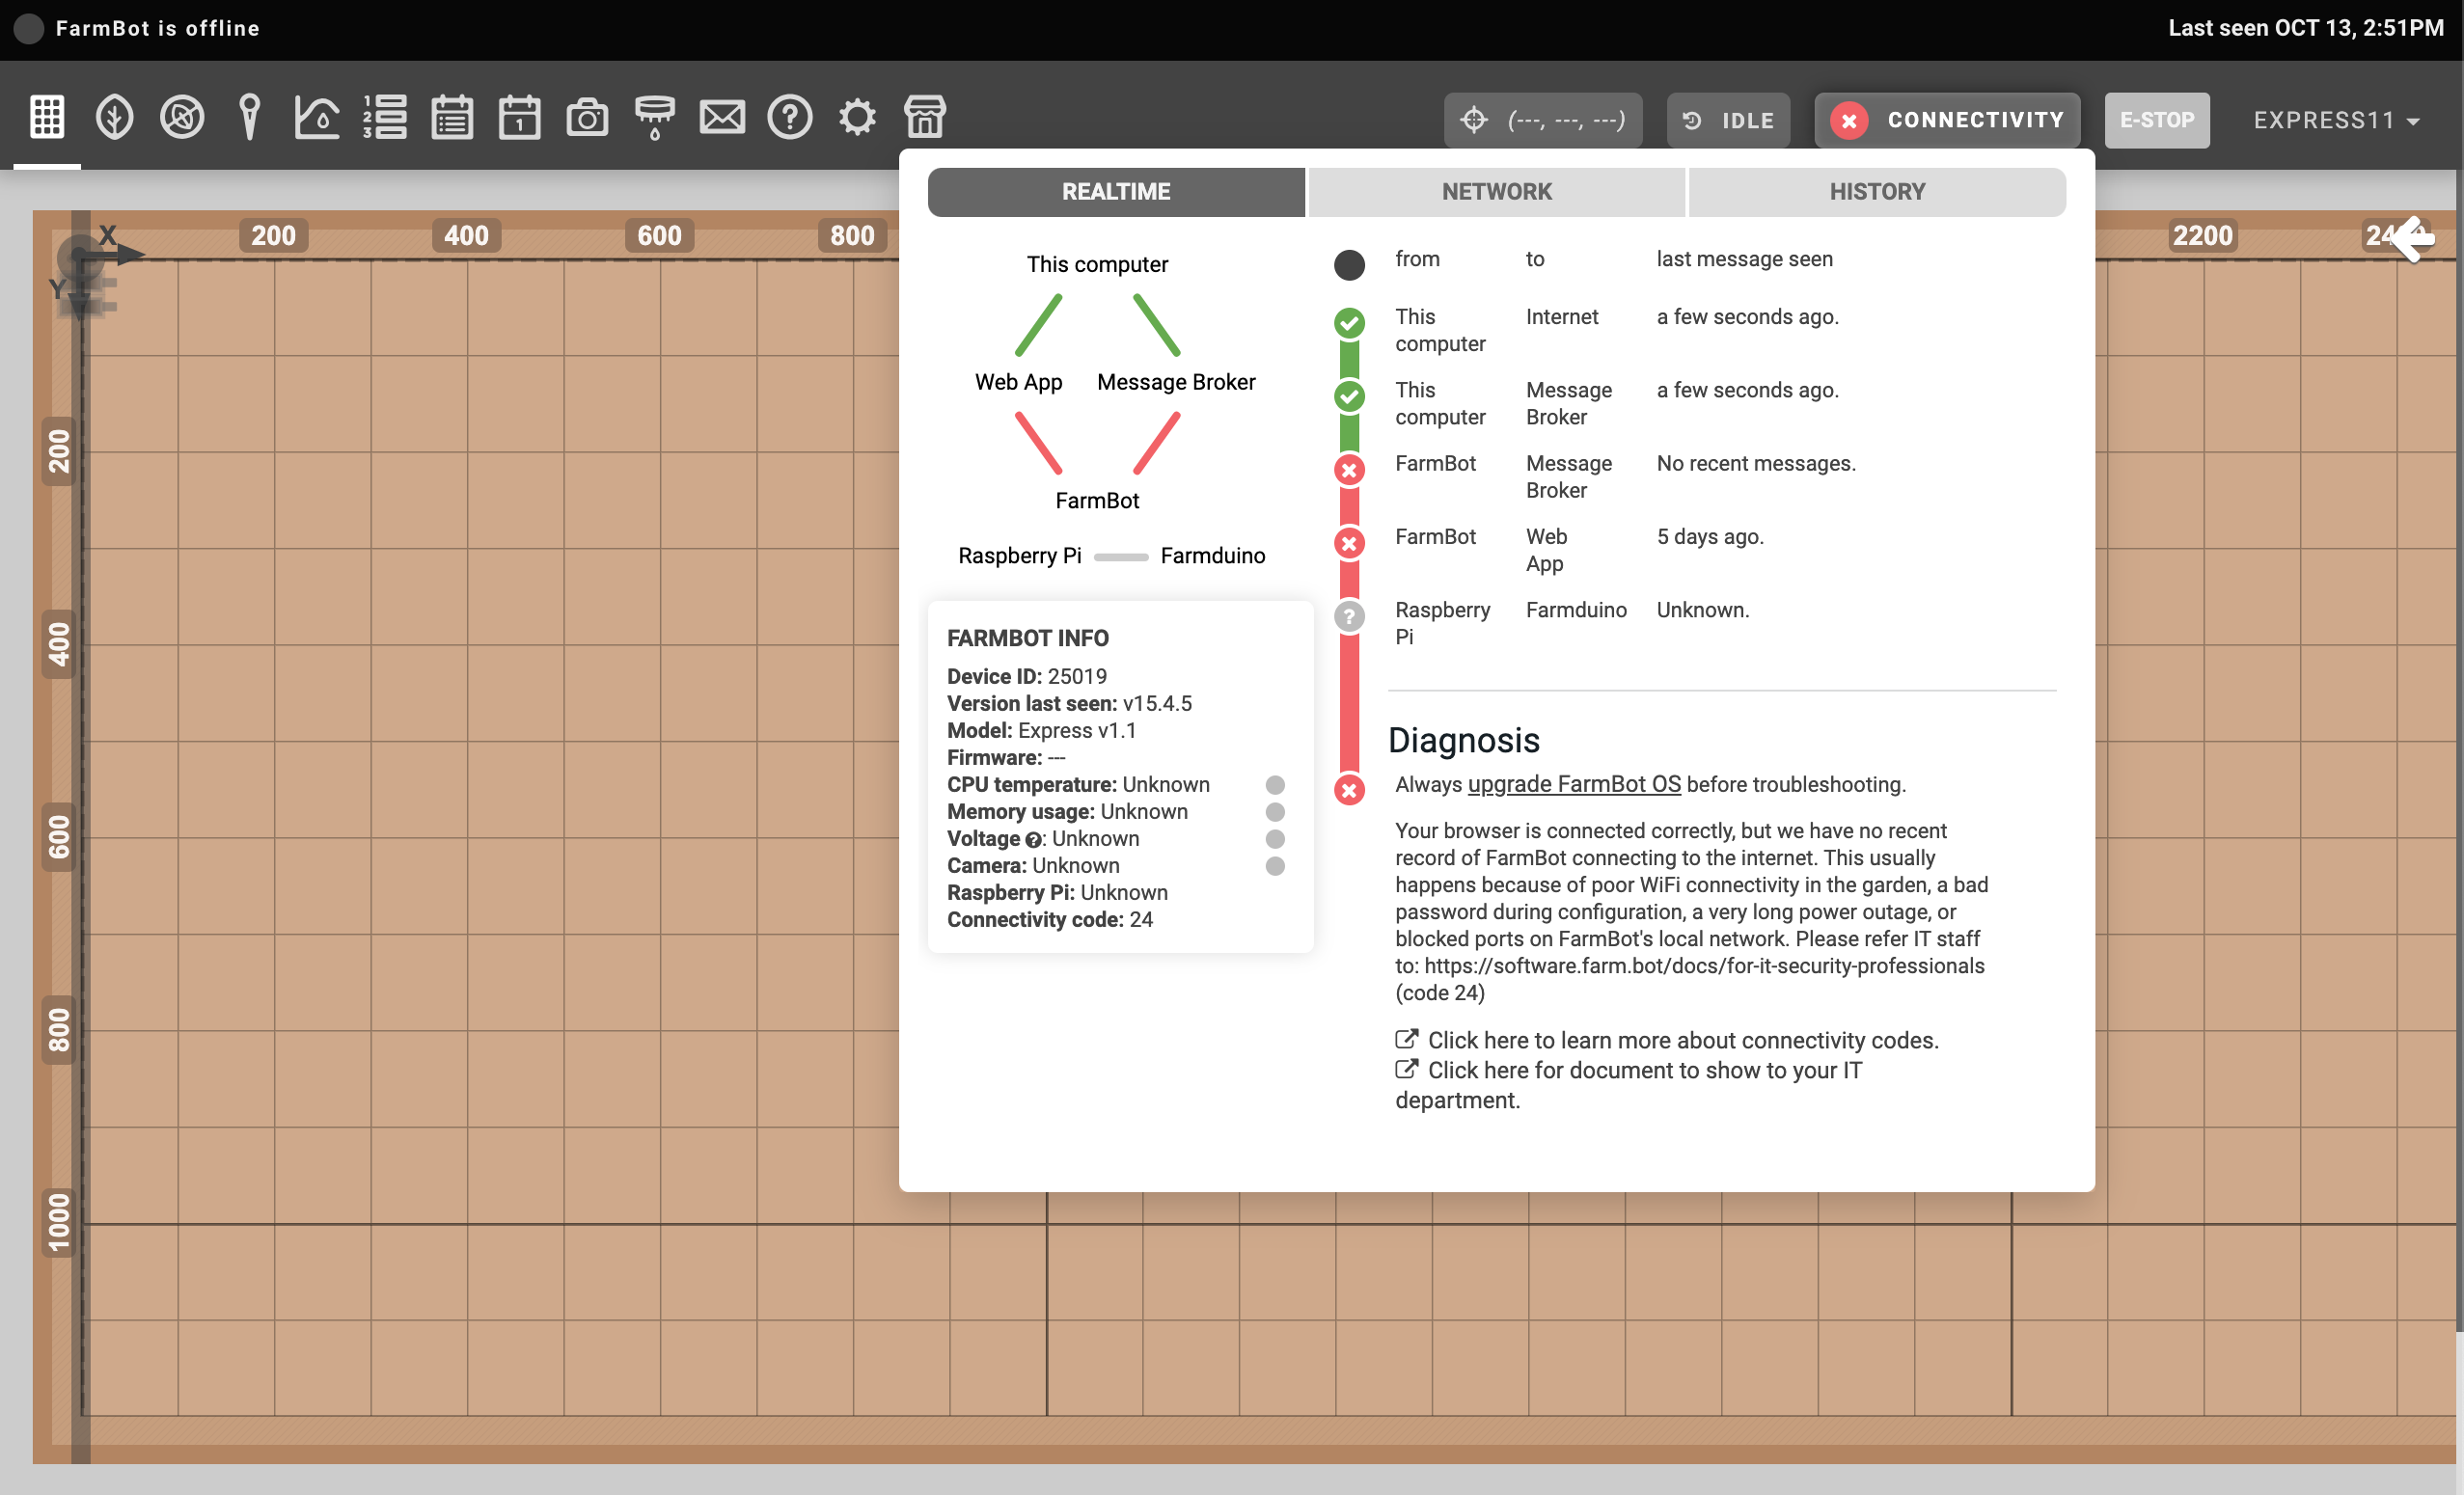 FarmBot is offline
Last seen OCT 13, 2:51PM
1
2
3
1
(---, ---, ---)
IDLE
CONNECTIVITY
E-STOP
EXPRESS11
REALTIME
NETWORK
HISTORY
X
Y
200
400
600
800
2200
200
400
600
800
1000
This computer
Web App
Message Broker
FarmBot
Raspberry Pi
Farmduino
FARMBOT INFO
Device ID: 25019
Version last seen: v15.4.5
Model: Express v1.1
Firmware: ---
CPU temperature: Unknown
Memory usage: Unknown
Voltage ?: Unknown
Camera: Unknown
Raspberry Pi: Unknown
Connectivity code: 24
from to last message seen
This Internet a few seconds ago.
computer
This Message a few seconds ago.
computer Broker
FarmBot Message No recent messages.
Broker
FarmBot Web 5 days ago.
App
Raspberry Farmduino Unknown.
Pi
Diagnosis
Always upgrade FarmBot OS before troubleshooting.
Your browser is connected correctly, but we have no recent
record of FarmBot connecting to the internet. This usually
happens because of poor WiFi connectivity in the garden, a bad
password during configuration, a very long power outage, or
blocked ports on FarmBot's local network. Please refer IT staff
to: https://software.farm.bot/docs/for-it-security-professionals
(code 24)
Click here to learn more about connectivity codes.
Click here for document to show to your IT
department.